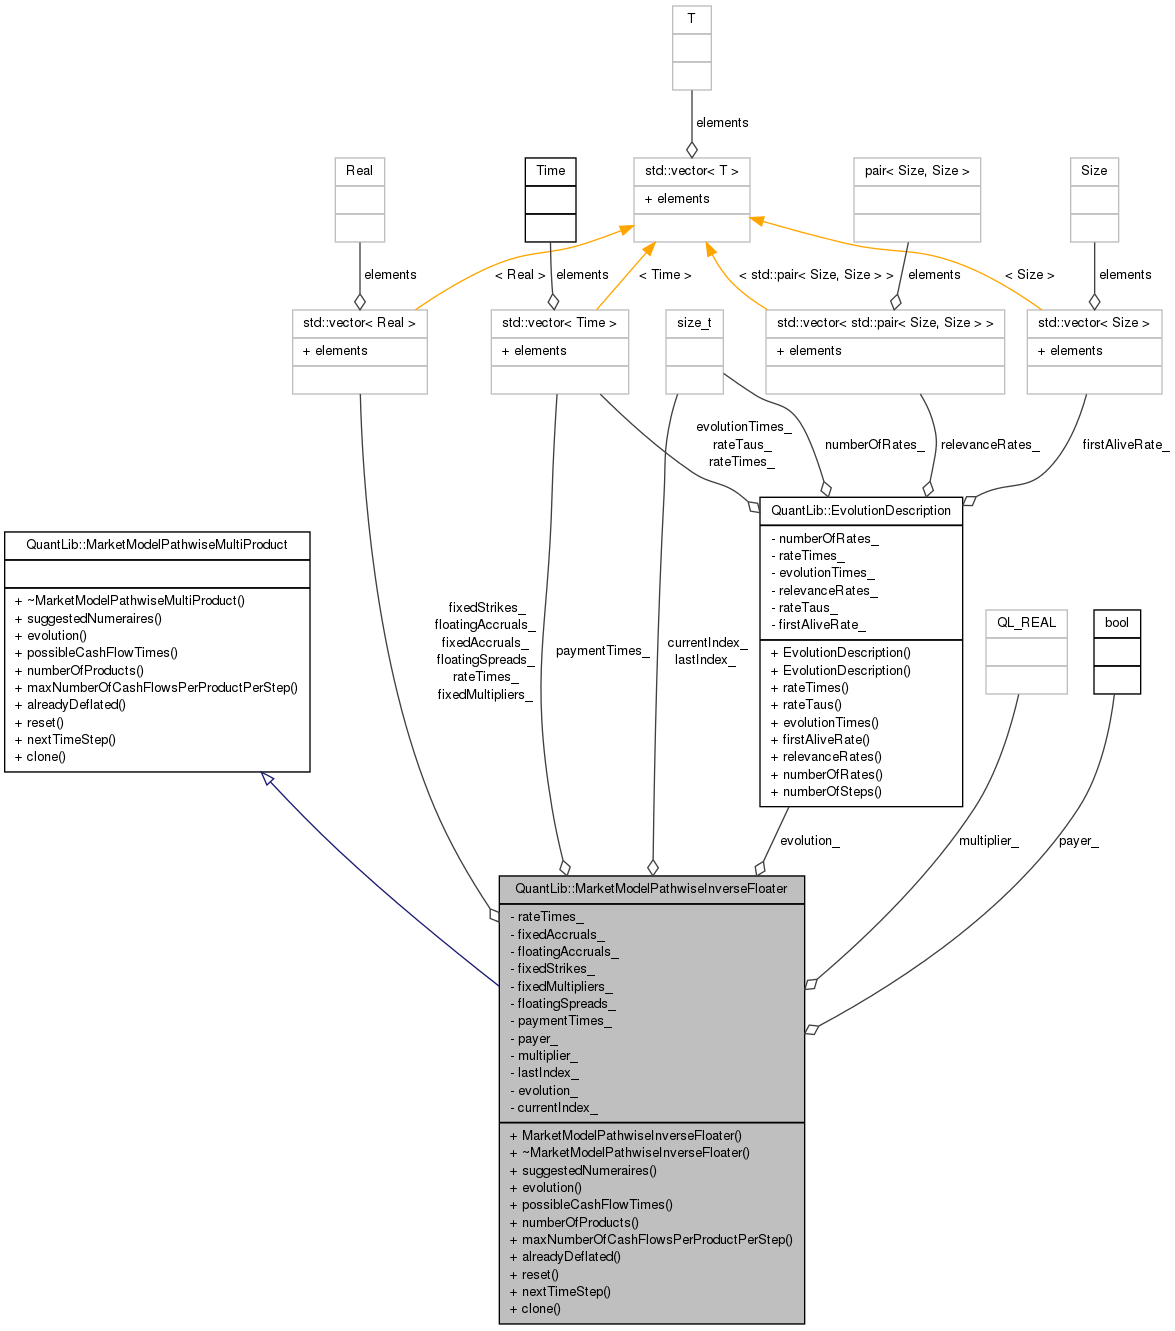 T
elements
Real
Time
std::vector< T >
+ elements
pair< Size, Size >
Size
elements
< Real >
elements
< Time >
< std::pair< Size, Size > >
elements
< Size >
elements
std::vector< Real >
+ elements
std::vector< Time >
+ elements
size_t
std::vector< std::pair< Size, Size > >
+ elements
std::vector< Size >
+ elements
evolutionTimes_
rateTaus_
rateTimes_
numberOfRates_
relevanceRates_
firstAliveRate_
QuantLib::EvolutionDescription
- numberOfRates_
- rateTimes_
- evolutionTimes_
- relevanceRates_
- rateTaus_
- firstAliveRate_
+ EvolutionDescription()
+ EvolutionDescription()
+ rateTimes()
+ rateTaus()
+ evolutionTimes()
+ firstAliveRate()
+ relevanceRates()
+ numberOfRates()
+ numberOfSteps()
QuantLib::MarketModelPathwiseMultiProduct
+ ~MarketModelPathwiseMultiProduct()
+ suggestedNumeraires()
+ evolution()
+ possibleCashFlowTimes()
+ numberOfProducts()
+ maxNumberOfCashFlowsPerProductPerStep()
+ alreadyDeflated()
+ reset()
+ nextTimeStep()
+ clone()
fixedStrikes_
floatingAccruals_
fixedAccruals_
floatingSpreads_
rateTimes_
fixedMultipliers_
paymentTimes_
currentIndex_
lastIndex_
QL_REAL
bool
evolution_
multiplier_
payer_
QuantLib::MarketModelPathwiseInverseFloater
- rateTimes_
- fixedAccruals_
- floatingAccruals_
- fixedStrikes_
- fixedMultipliers_
- floatingSpreads_
- paymentTimes_
- payer_
- multiplier_
- lastIndex_
- evolution_
- currentIndex_
+ MarketModelPathwiseInverseFloater()
+ ~MarketModelPathwiseInverseFloater()
+ suggestedNumeraires()
+ evolution()
+ possibleCashFlowTimes()
+ numberOfProducts()
+ maxNumberOfCashFlowsPerProductPerStep()
+ alreadyDeflated()
+ reset()
+ nextTimeStep()
+ clone()